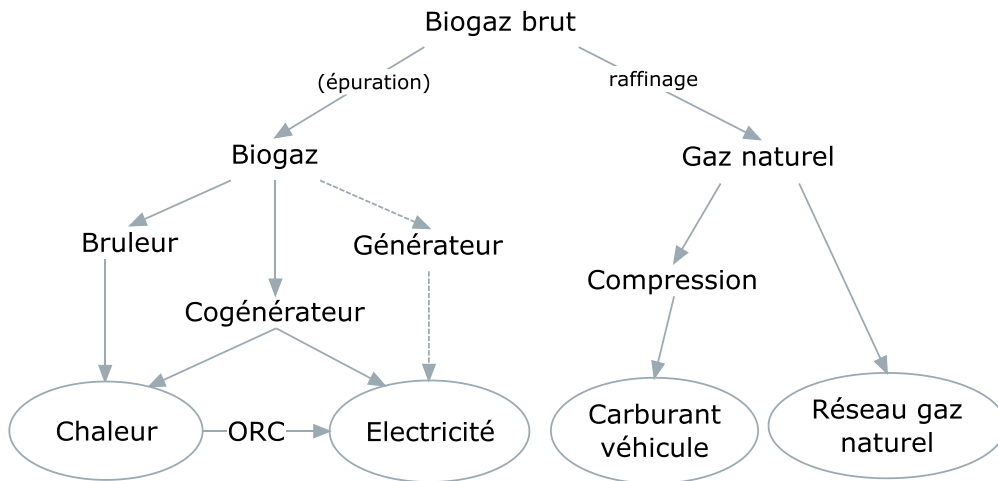 Biogaz brut
(épuration)
raffinage
Biogaz
Gaz naturel
Bruleur
Générateur
Compression
Cogénérateur
Chaleur
ORC
Electricité
Carburant
véhicule
Réseau gaz
naturel